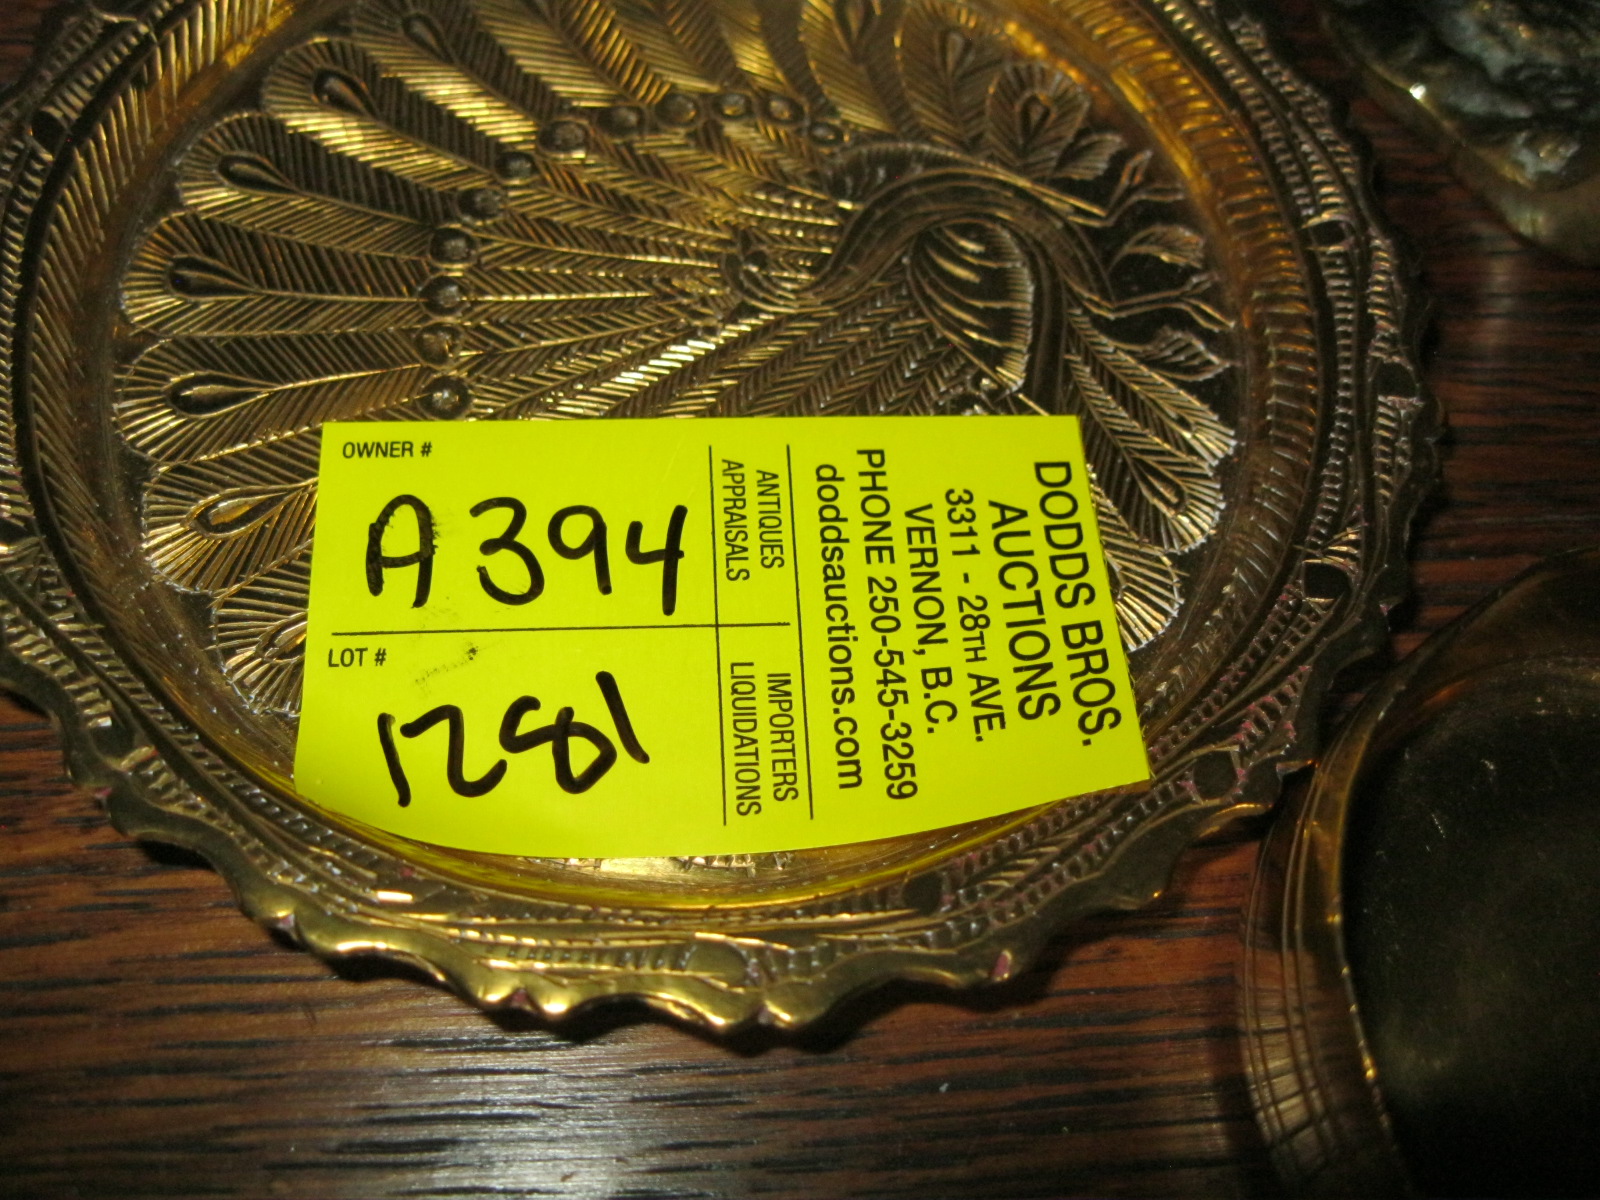 OWNER #
A394
LOT #
1281
ANTIQUES
APPRAISALS
IMPORTERS
LIQUIDATIONS
DODDS BROS.
AUCTIONS
3311 - 28TH AVE.
VERNON, B.C.
PHONE 250-545-3259
doddsauctions.com